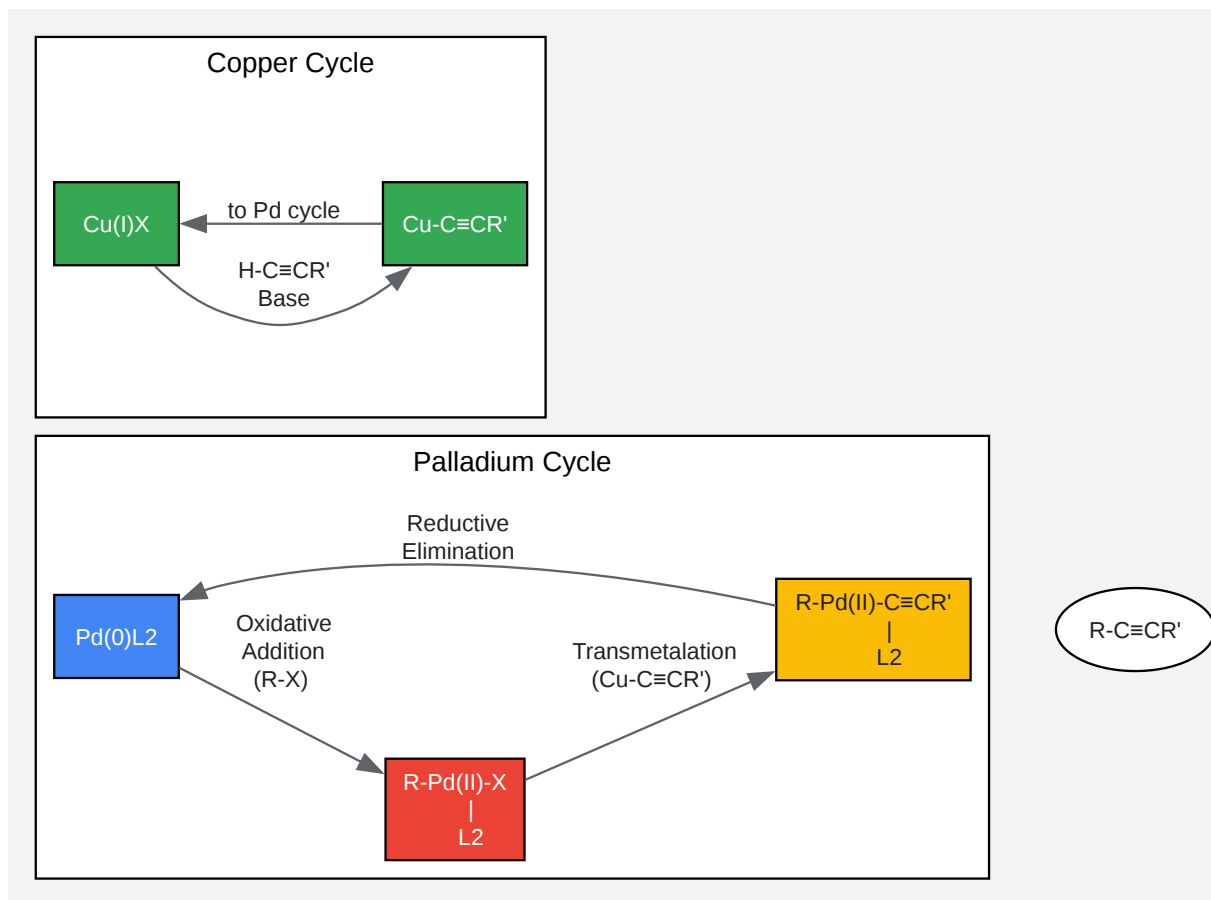 Copper Cycle
Cu(I)X
to Pd cycle
Cu-C≡CR'
H-C≡CR'
Base
Palladium Cycle
Reductive
Elimination
Pd(0)L2
Oxidative
Addition
(R-X)
Transmetalation
(Cu-C≡CR')
R-Pd(II)-C≡CR'
|
L2
R-C≡CR'
R-Pd(II)-X
|
L2